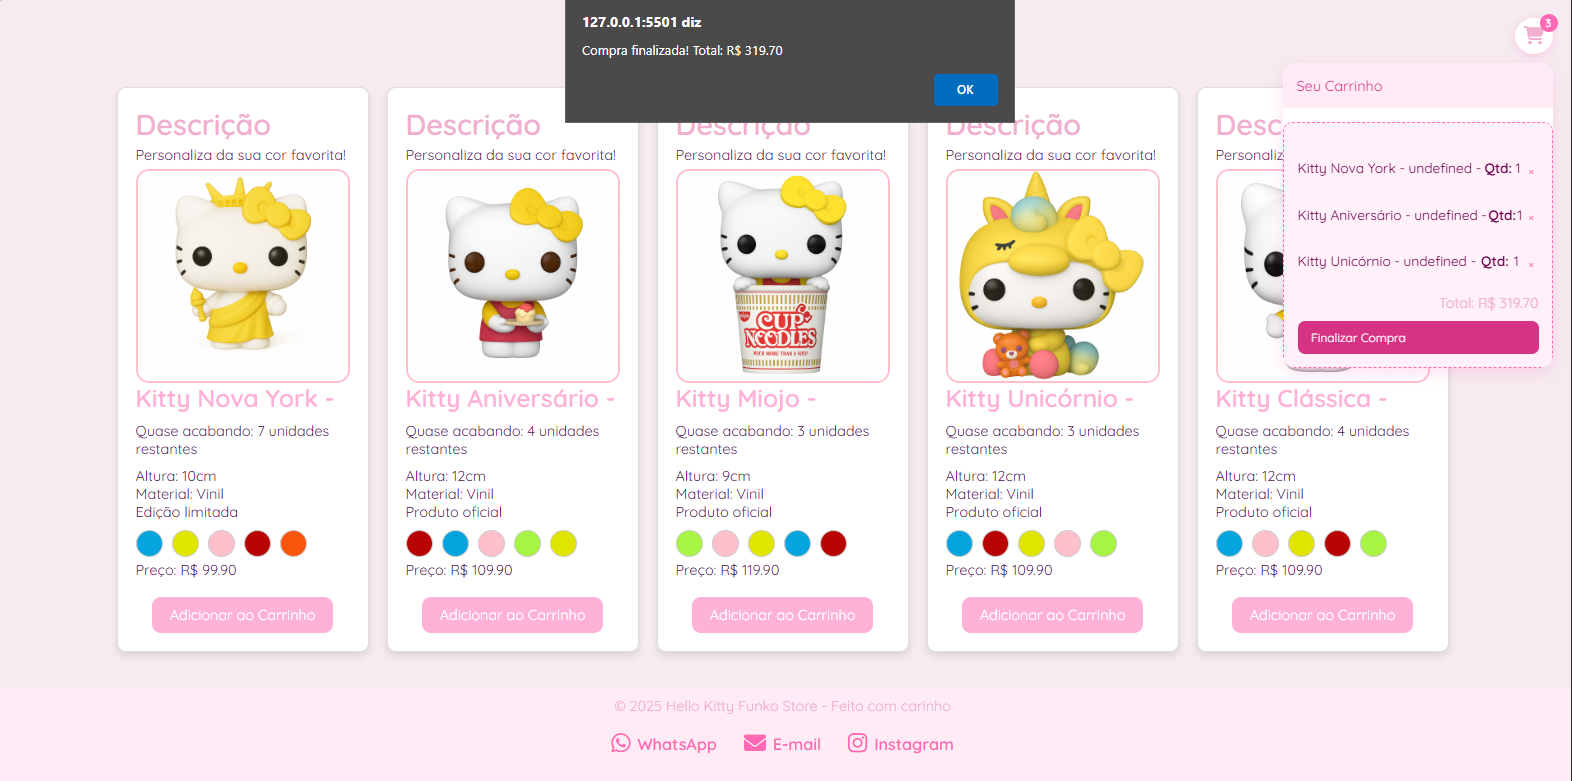 127.0.0.1:5501 diz
Compra finalizada! Total: R$ 319.70
OK
3
Seu Carrinho
Kitty Nova York - undefined - Qtd: 1 ×
Kitty Aniversário - undefined - Qtd: 1 ×
Kitty Unicórnio - undefined - Qtd: 1 ×
Total: R$ 319.70
Finalizar Compra
Descrição
Personaliza da sua cor favorita!
Kitty Nova York -
Quase acabando: 7 unidades
restantes
Altura: 10cm
Material: Vinil
Edição limitada
Preço: R$ 99.90
Adicionar ao Carrinho
Descrição
Personaliza da sua cor favorita!
Kitty Aniversário -
Quase acabando: 4 unidades
restantes
Altura: 12cm
Material: Vinil
Produto oficial
Preço: R$ 109.90
Adicionar ao Carrinho
Descrição
Personaliza da sua cor favorita!
CUP
NOODLES
MUCH MORE THAN A SOUP
Kitty Miojo -
Quase acabando: 3 unidades
restantes
Altura: 9cm
Material: Vinil
Produto oficial
Preço: R$ 119.90
Adicionar ao Carrinho
Descrição
Personaliza da sua cor favorita!
Kitty Unicórnio -
Quase acabando: 3 unidades
restantes
Altura: 12cm
Material: Vinil
Produto oficial
Preço: R$ 109.90
Adicionar ao Carrinho
Desc
Personaliz
Kitty Clássica -
Quase acabando: 4 unidades
restantes
Altura: 12cm
Material: Vinil
Produto oficial
Preço: R$ 109.90
Adicionar ao Carrinho
© 2025 Hello Kitty Funko Store - Feito com carinho
WhatsApp
E-mail
Instagram